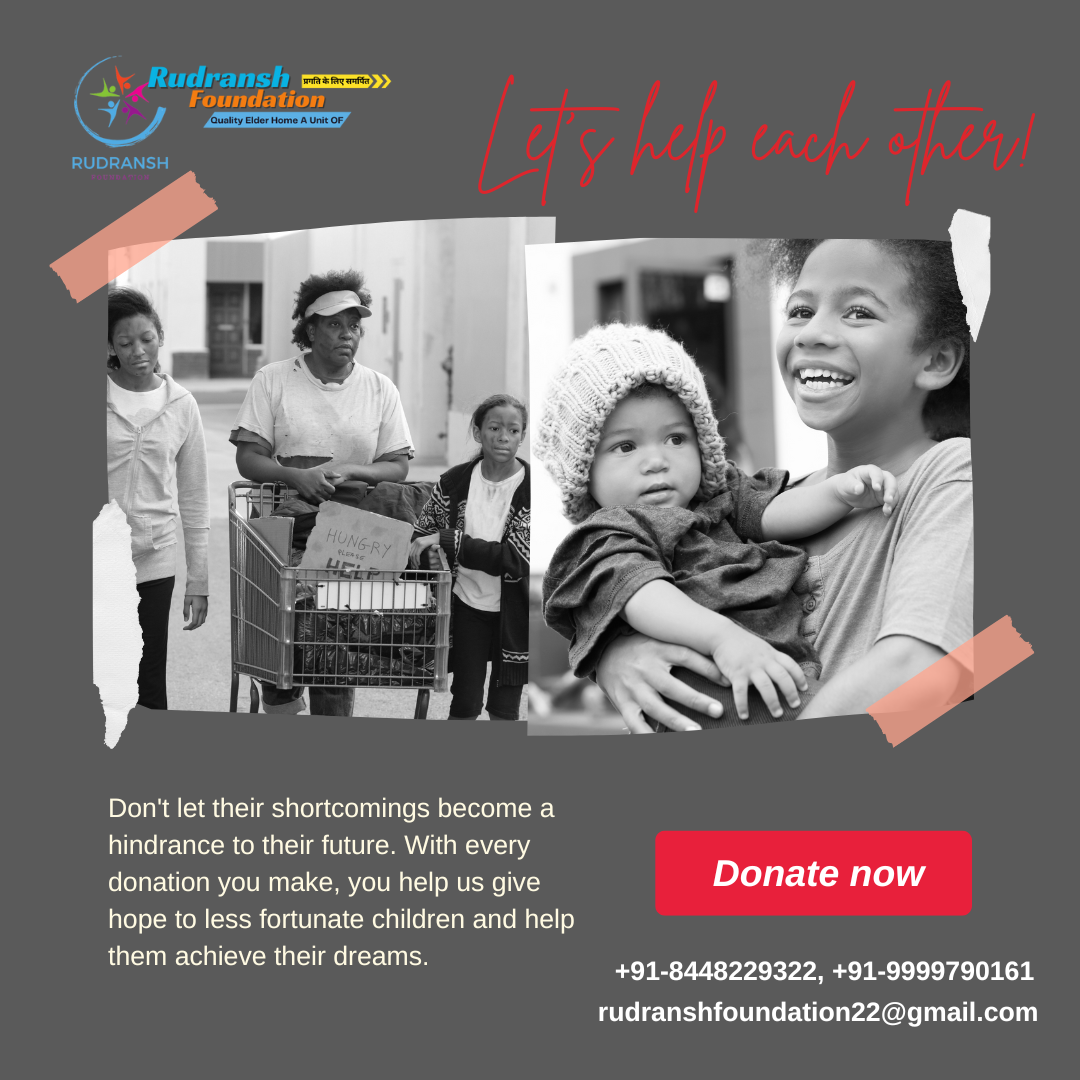 Rudransh
प्रगति के लिए समर्पित
Foundation
Quality Elder Home A Unit OF
RUDRANSH
Let's help each other!
HUNGRY
PLEASE
HELP
Don't let their shortcomings become a
hindrance to their future. With every
donation you make, you help us give
hope to less fortunate children and help
them achieve their dreams.
Donate now
+91-8448229322, +91-9999790161
rudranshfoundation22@gmail.com